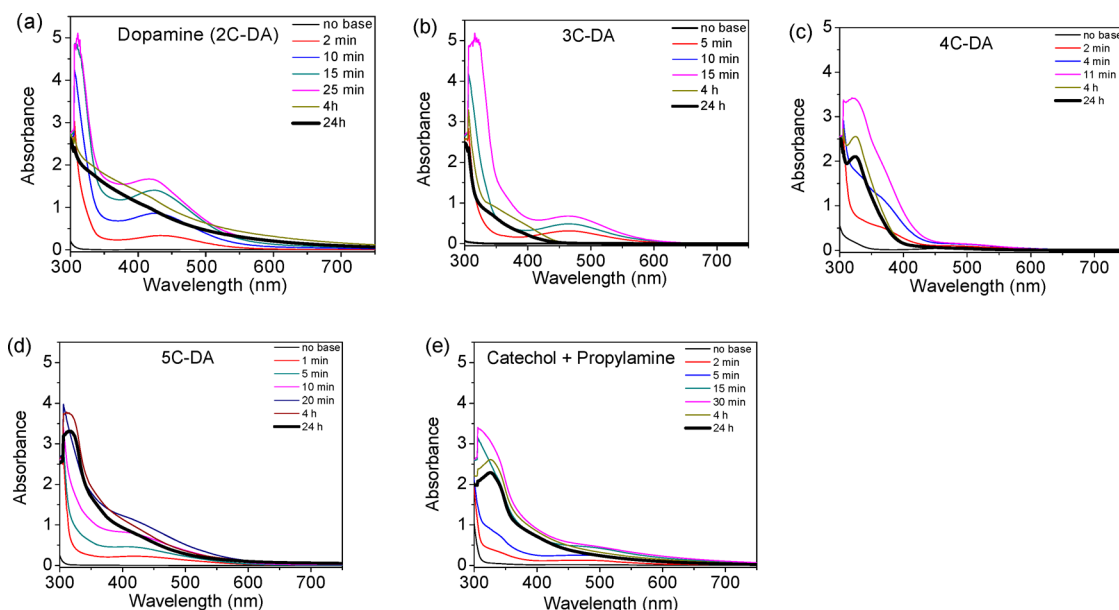 (a)
Dopamine (2C-DA)
no base
2 min
10 min
15 min
25 min
4h
24h
Absorbance
5
4
3
2
1
0
300 400 500 600 700
Wavelength (nm)
(b)
3C-DA
no base
5 min
10 min
15 min
4 h
24 h
Absorbance
5
4
3
2
1
0
300 400 500 600 700
Wavelength (nm)
(c)
4C-DA
no base
2 min
4 min
11 min
4 h
24 h
Absorbance
5
4
3
2
1
0
300 400 500 600 700
Wavelength (nm)
(d)
5C-DA
no base
1 min
5 min
10 min
20 min
4 h
24 h
Absorbance
5
4
3
2
1
0
300 400 500 600 700
Wavelength (nm)
(e)
Catechol + Propylamine
no base
2 min
5 min
15 min
30 min
4 h
24 h
Absorbance
5
4
3
2
1
0
300 400 500 600 700
Wavelength (nm)